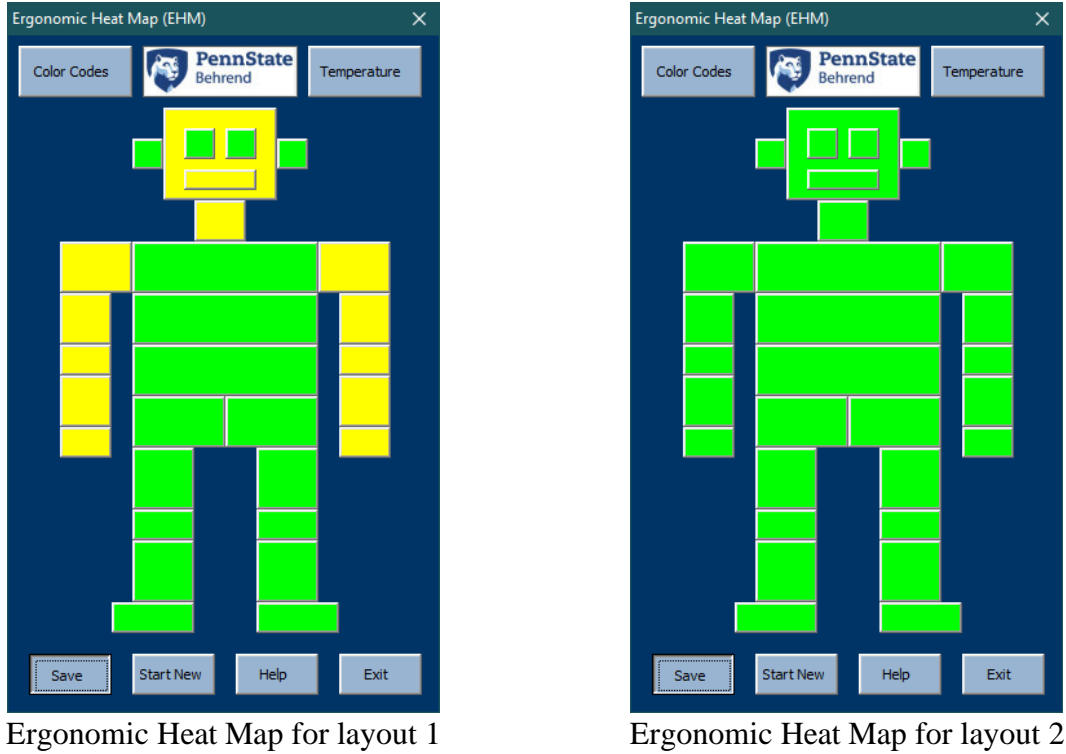 Ergonomic Heat Map (EHM)
Color Codes
PennState
Behrend
Temperature
Save
Start New
Help
Exit
Ergonomic Heat Map for layout 1
Ergonomic Heat Map (EHM)
Color Codes
PennState
Behrend
Temperature
Save
Start New
Help
Exit
Ergonomic Heat Map for layout 2